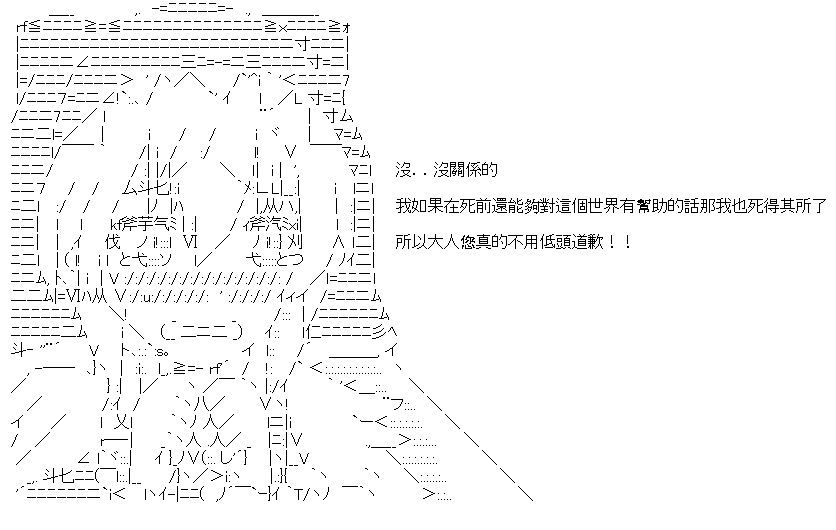 沒．．沒關係的
我如果在死前還能夠對這個世界有幫助的話那我也死得其所了
所以大人您真的不用低頭道歉！！